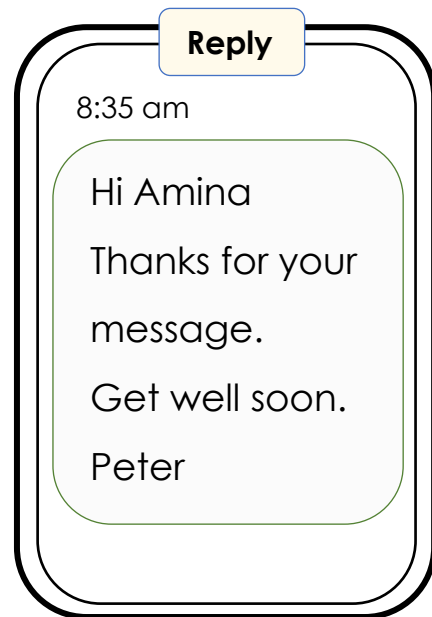 Reply
8:35 am
Hi Amina
Thanks for your
message.
Get well soon.
Peter